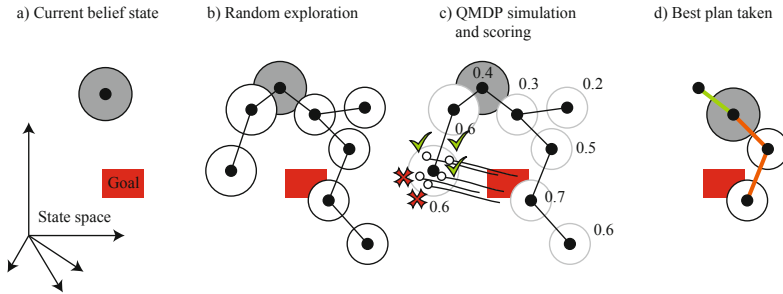 a) Current belief state
b) Random exploration
c) QMDP simulation
and scoring
d) Best plan taken
Goal
State space
0.4
0.3
0.2
0.6
0.5
0.6
0.7
0.6